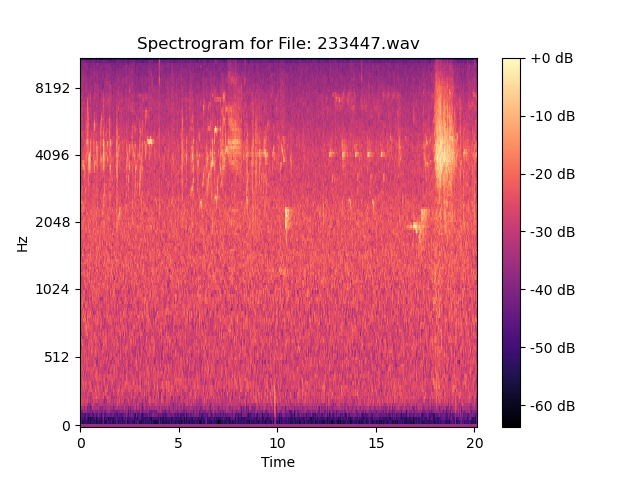 Spectrogram for File: 233447.wav
8192
4096
2048
1024
512
0
Hz
0
5
10
15
20
Time
+0 dB
-10 dB
-20 dB
-30 dB
-40 dB
-50 dB
-60 dB